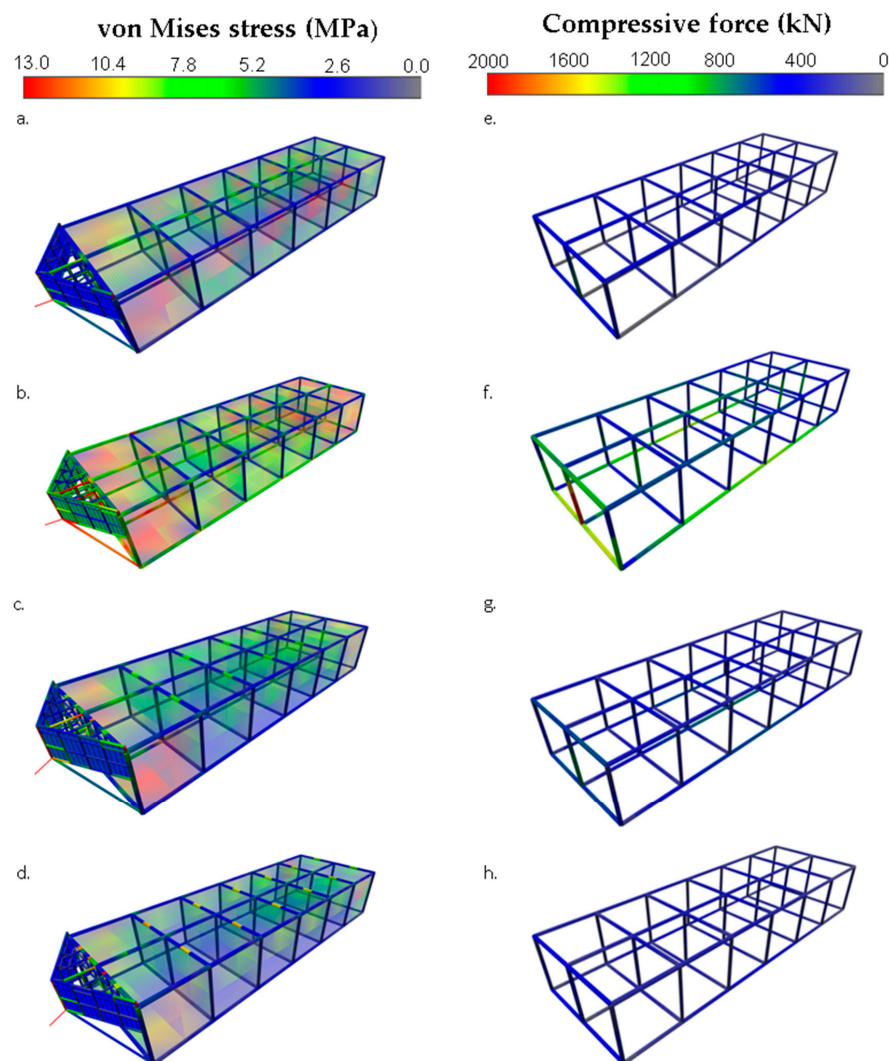 von Mises stress (MPa)
Compressive force (kN)
13.0 10.4 7.8 5.2 2.6 0.0
2000 1600 1200 800 400 0
a.
e.
b.
f.
c.
g.
d.
h.